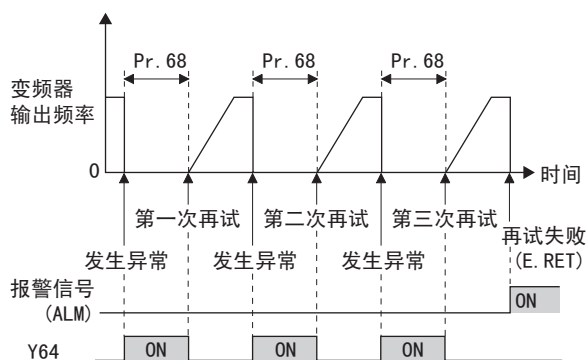 Pr.68 Pr.68 Pr.68
变频器
输出频率
0
时间
第一次再试 第二次再试 第三次再试
发生异常 发生异常 发生异常
再试失败
(E.RET)
报警信号
(ALM)
ON
Y64 ON ON ON